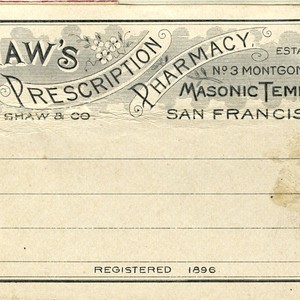 AW'S PRESCRIPTION PHARMACY,
ESTA
Nº 3 MONTGOM
MASONIC TEMP
SHAW & CO.
SAN FRANCIS
REGISTERED 1896